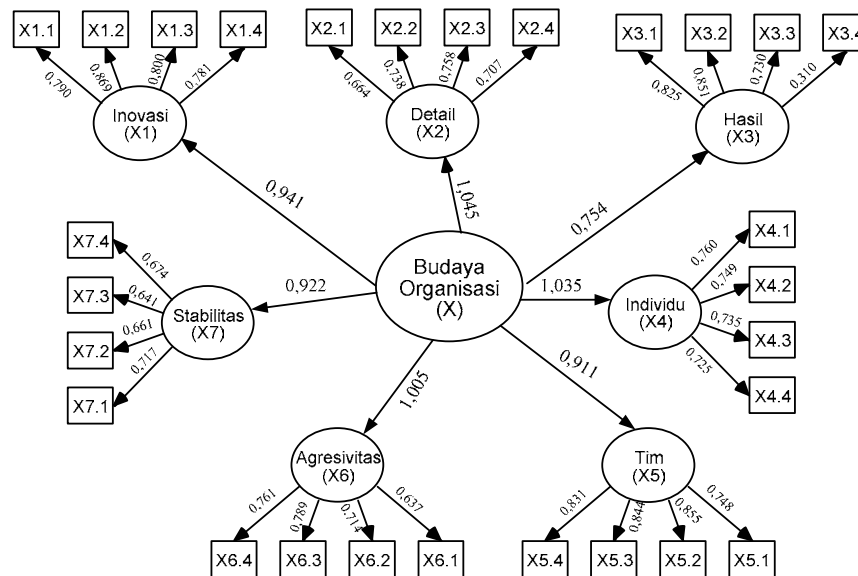 X1.1
X1.2
X1.3
X1.4
0,790
0,869
0,800
0,781
Inovasi
(X1)
X2.1
X2.2
X2.3
X2.4
0,664
0,738
0,758
0,707
Detail
(X2)
X3.1
X3.2
X3.3
X3.4
0,825
0,851
0,730
0,310
Hasil
(X3)
0,941
1,045
0,754
X7.4
X7.3
X7.2
X7.1
0,674
0,641
0,661
0,717
Stabilitas
(X7)
0,922
Budaya
Organisasi
(X)
1,035
Individu
(X4)
0,760
0,749
0,735
0,725
X4.1
X4.2
X4.3
X4.4
1,005
0,911
Agresivitas
(X6)
0,761
0,789
0,714
0,637
X6.4
X6.3
X6.2
X6.1
Tim
(X5)
0,831
0,844
0,855
0,748
X5.4
X5.3
X5.2
X5.1